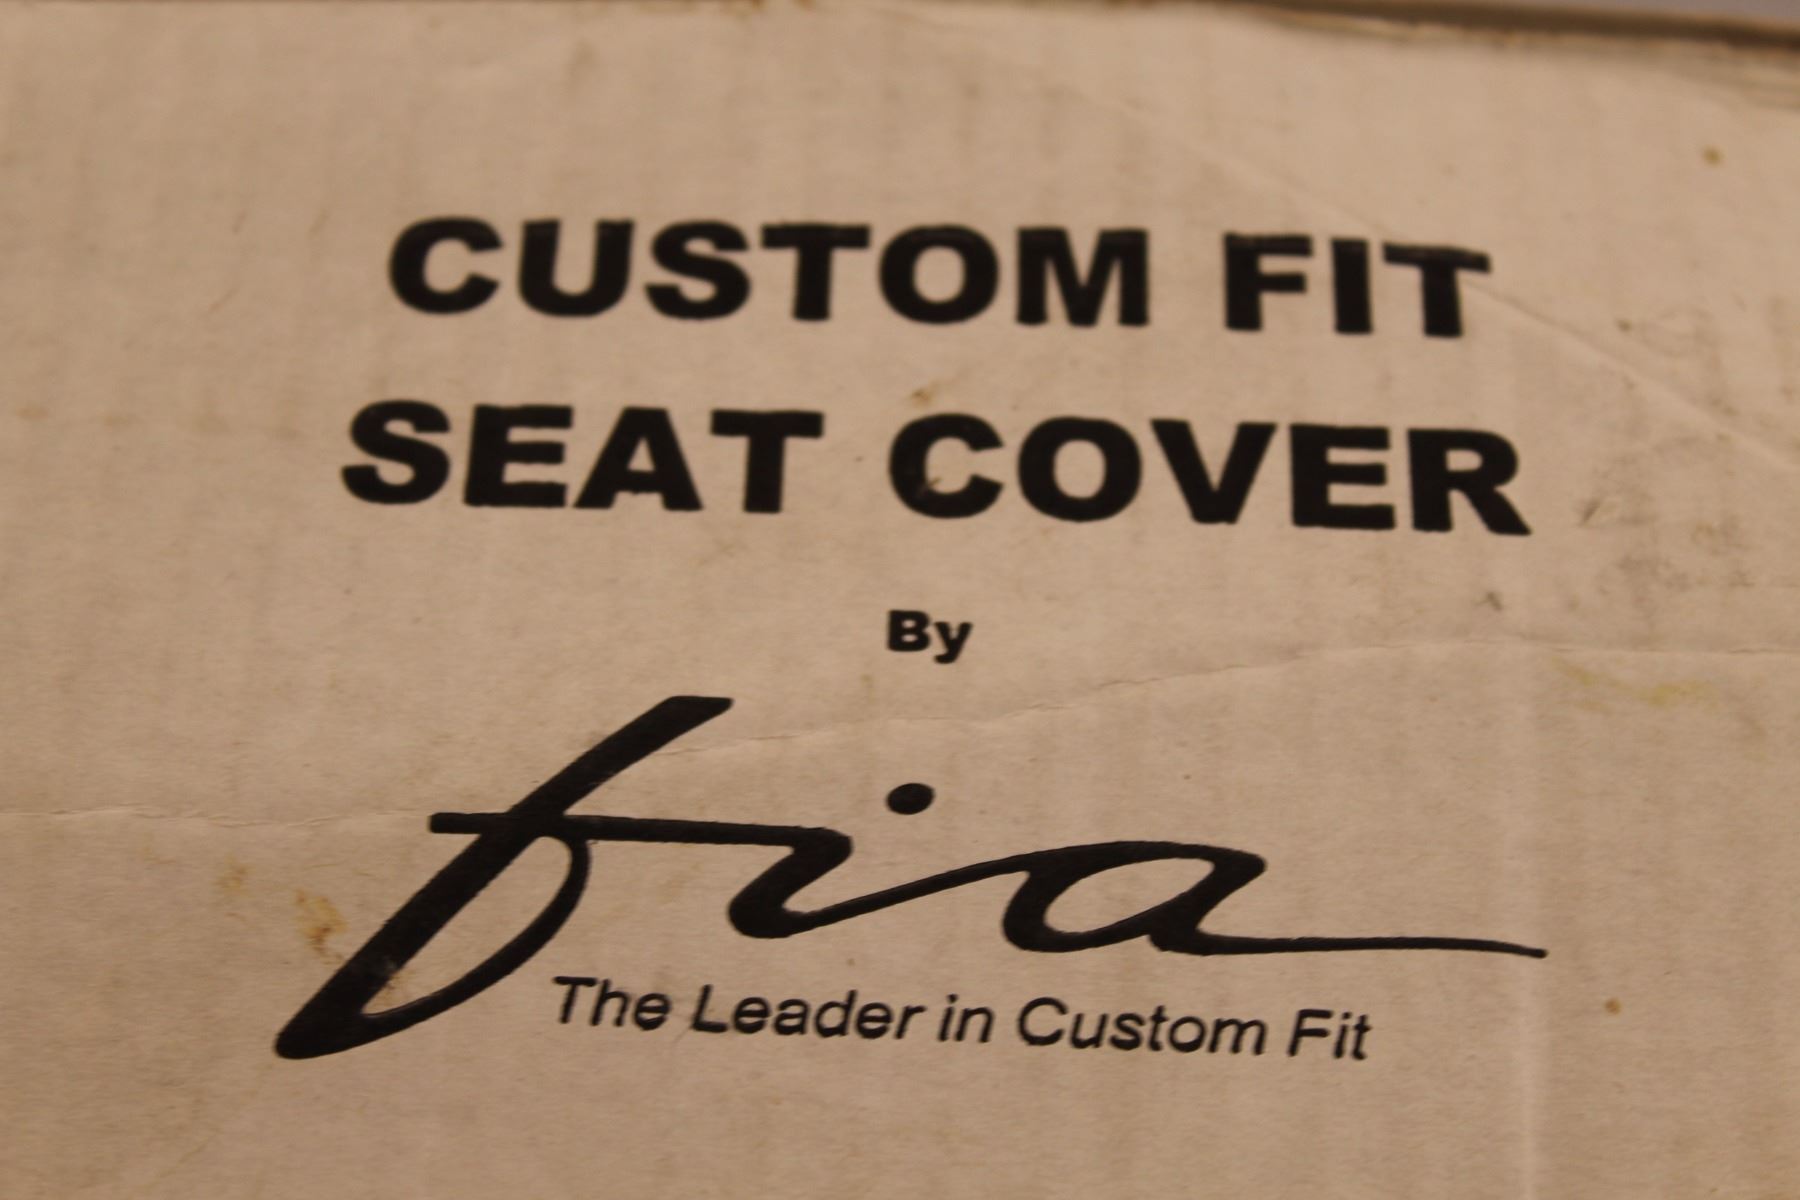 CUSTOM FIT
SEAT COVER
By
fia
The Leader in Custom Fit